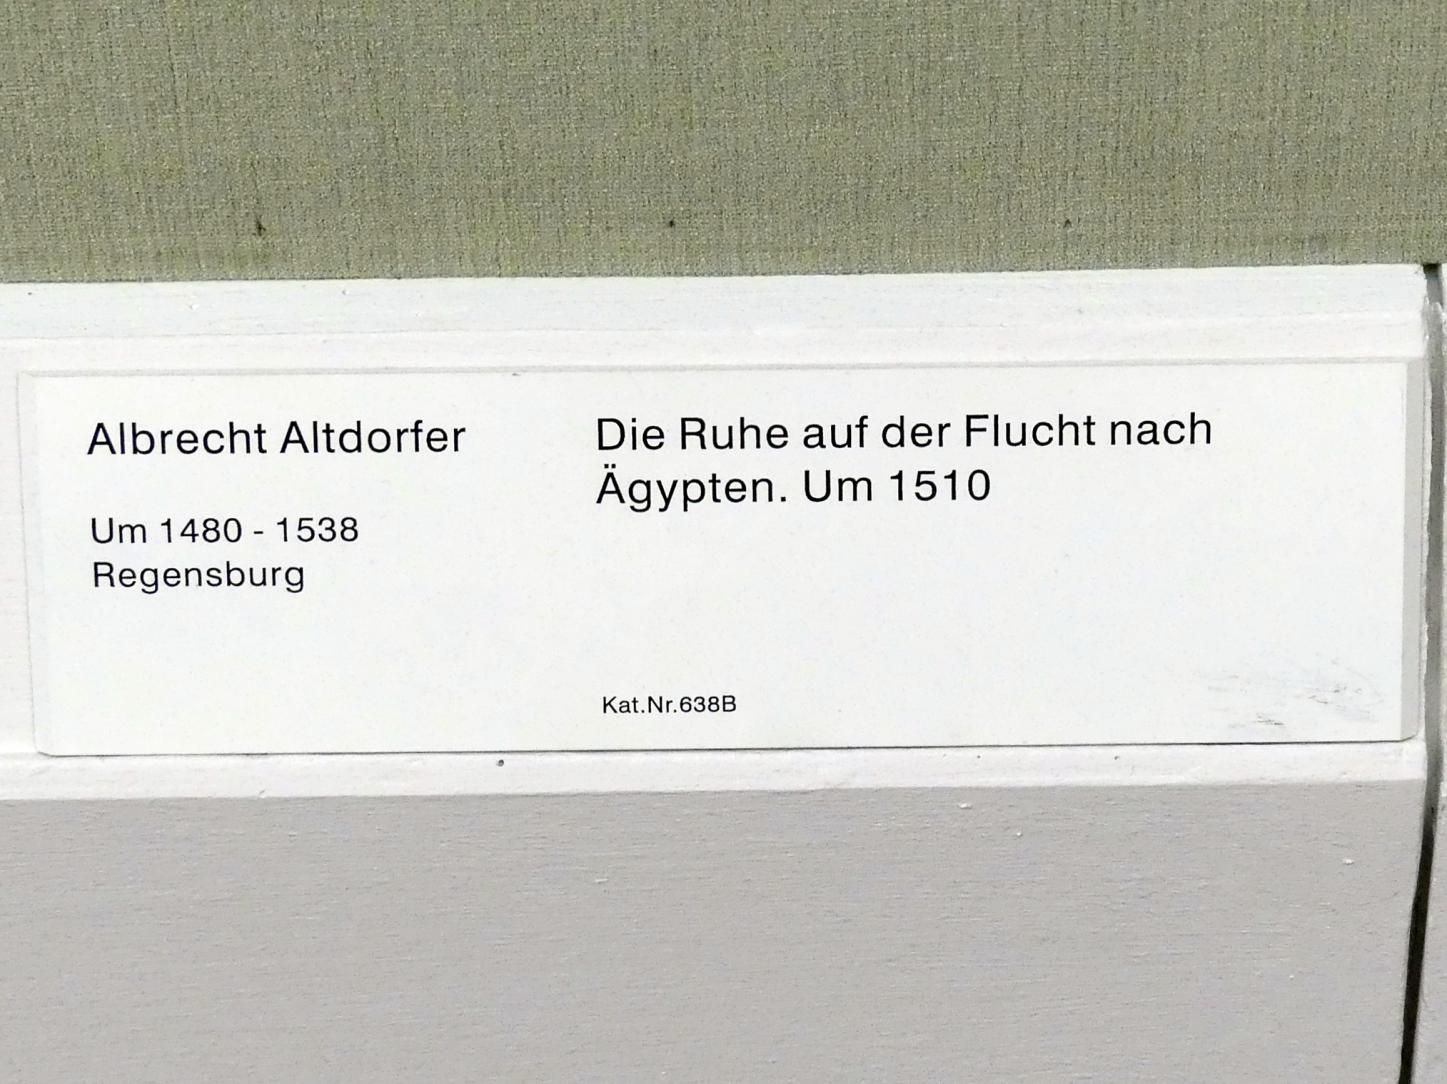 Albrecht Altdorfer
Um 1480 - 1538
Regensburg
Die Ruhe auf der Flucht nach
Ägypten. Um 1510
Kat.Nr.638B